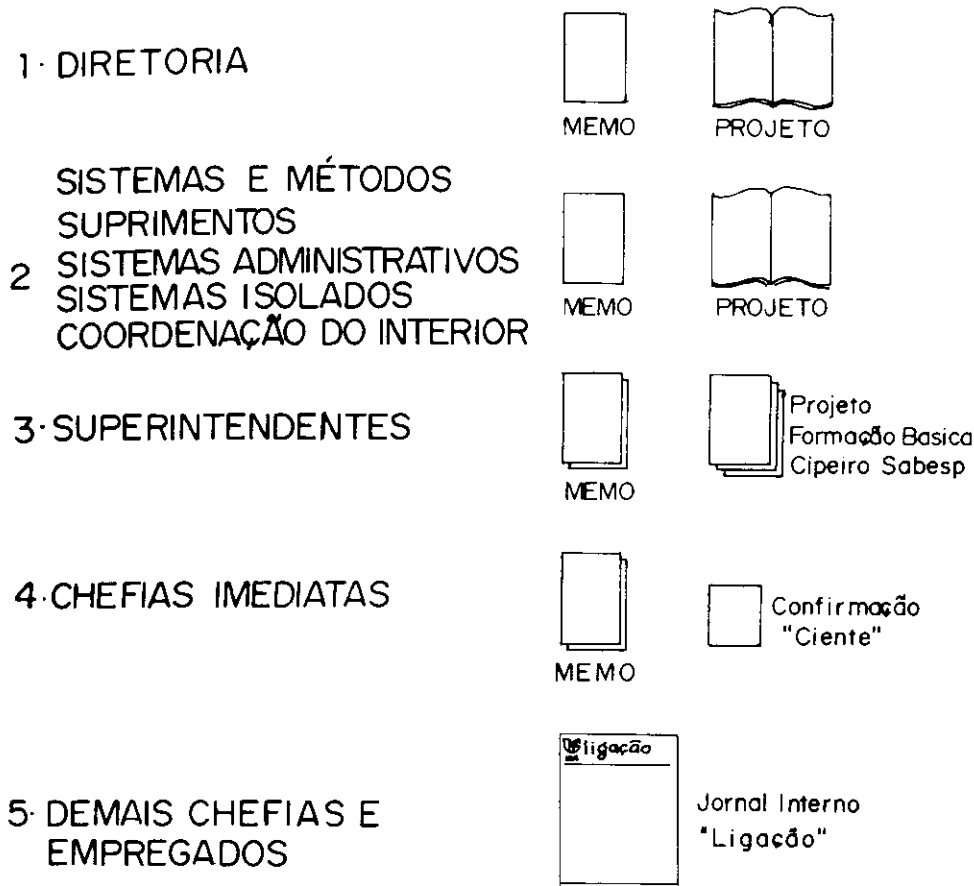 1· DIRETORIA
MEMO
PROJETO
2
SISTEMAS E MÉTODOS
SUPRIMENTOS
SISTEMAS ADMINISTRATIVOS
SISTEMAS ISOLADOS
COORDENAÇÃO DO INTERIOR
MEMO
PROJETO
3·SUPERINTENDENTES
MEMO
Projeto
Formação Basica
Cipeiro Sabesp
4·CHEFIAS IMEDIATAS
MEMO
Confirmação
"Ciente"
5· DEMAIS CHEFIAS E
EMPREGADOS
ligação
Jornal Interno
"Ligação"